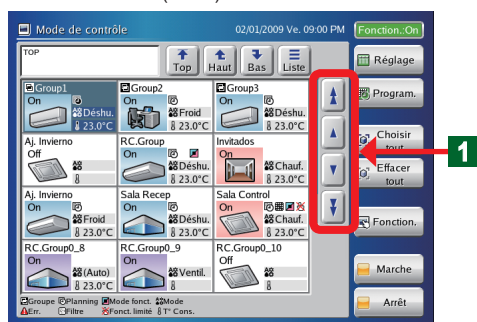 Mode de contrôle 02/01/2009 Ve. 09:00 PM Fonction.:On
TOP
Top Haut Bas Liste
Réglage
Program.
Choisir tout
Effacer tout
Fonction.
Marche
Arrêt
1
Group1
On
Déshu.
23.0°C
Group2
On
Froid
23.0°C
Group3
On
Déshu.
23.0°C
Aj. Invierno
Off
RC.Group
On
Déshu.
23.0°C
Invitados
On
Chauf.
23.0°C
Aj. Invierno
On
Froid
23.0°C
Sala Recep
On
Déshu.
23.0°C
Sala Control
On
Chauf.
23.0°C
RC.Group0_8
On
(Auto)
23.0°C
RC.Group0_9
On
Ventil.
RC.Group0_10
Off
Groupe Planning Mode fonct. Mode
Err. Filtre Fonct. limité T° Cons.